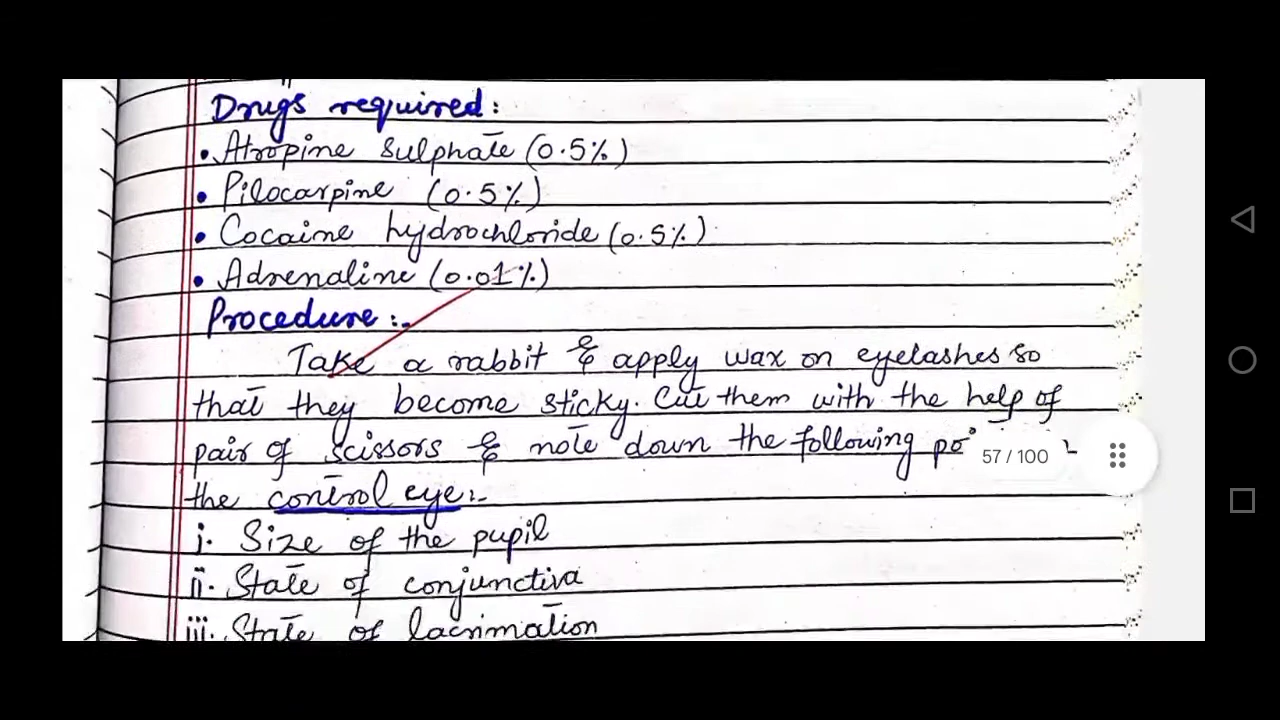 Drugs required:
• Atropine sulphate (0.5%)
• Pilocarpine (0.5%)
• Cocaine hydrochloride (0.5%)
• Adrenaline (0.01%)
Procedure :-
Take a rabbit & apply wax on eyelashes so
that they become sticky. Cut them with the help of
pair of scissors & note down the following
57 / 100
the control eye :-
i. Size of the pupil
ii. State of conjunctiva
iii. State of lacrimation